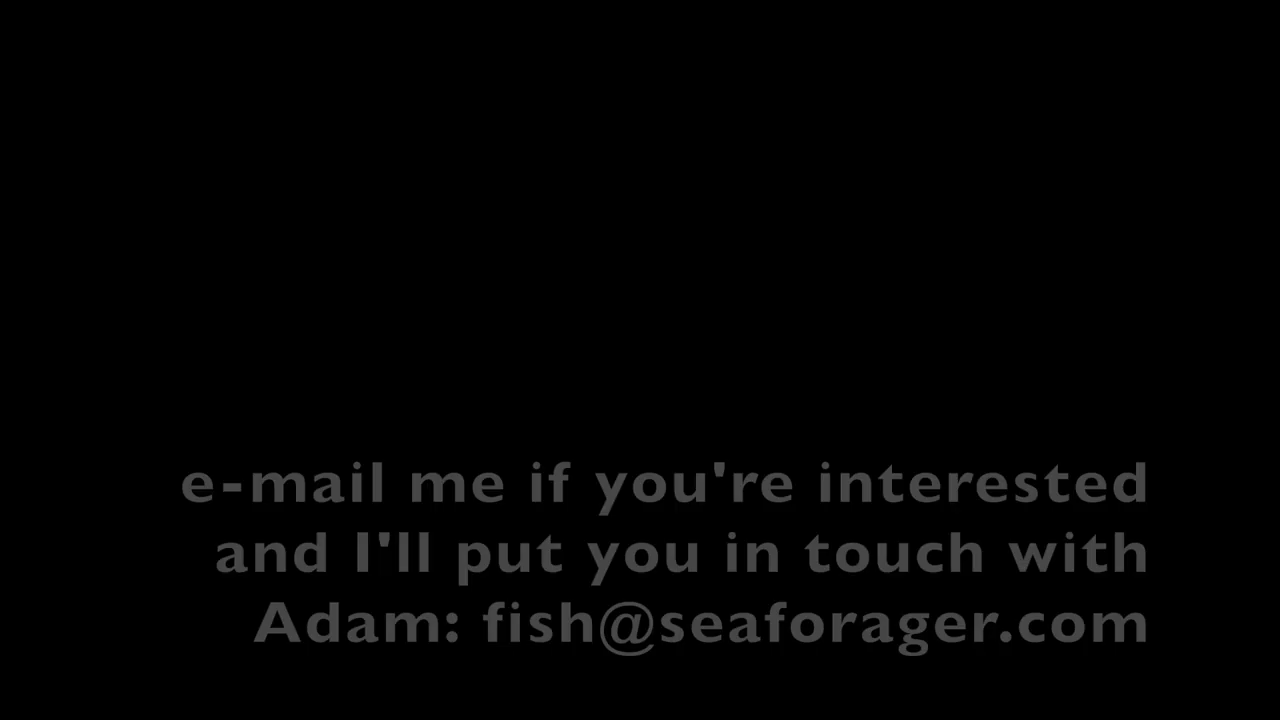 e-mail me if you're interested
and I'll put you in touch with
Adam: fish@seaforager.com